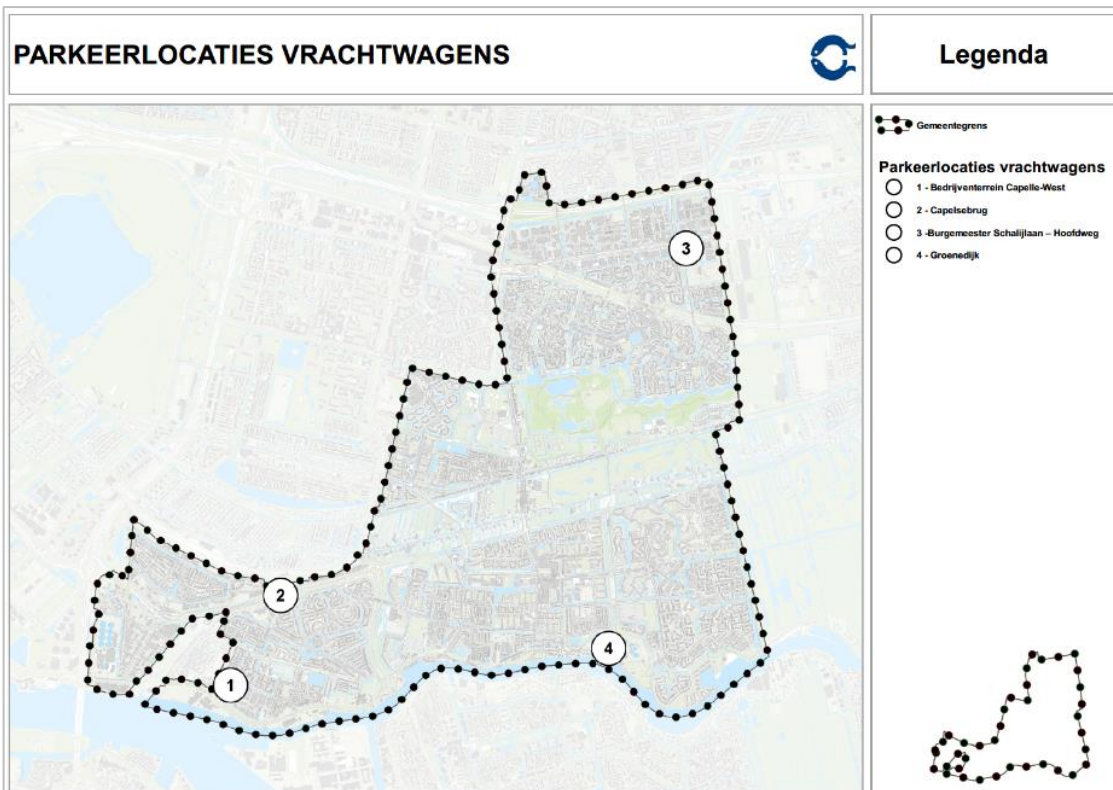 PARKEERLOCATIES VRACHTWAGENS
Legenda
Gemeentegrens
Parkeerlocaties vrachtwagens
1 - Bedrijventerrein Capelle-West
2 - Capelsebrug
3 -Burgemeester Schalijlaan – Hoofdweg
4 - Groenedijk
3
2
4
1